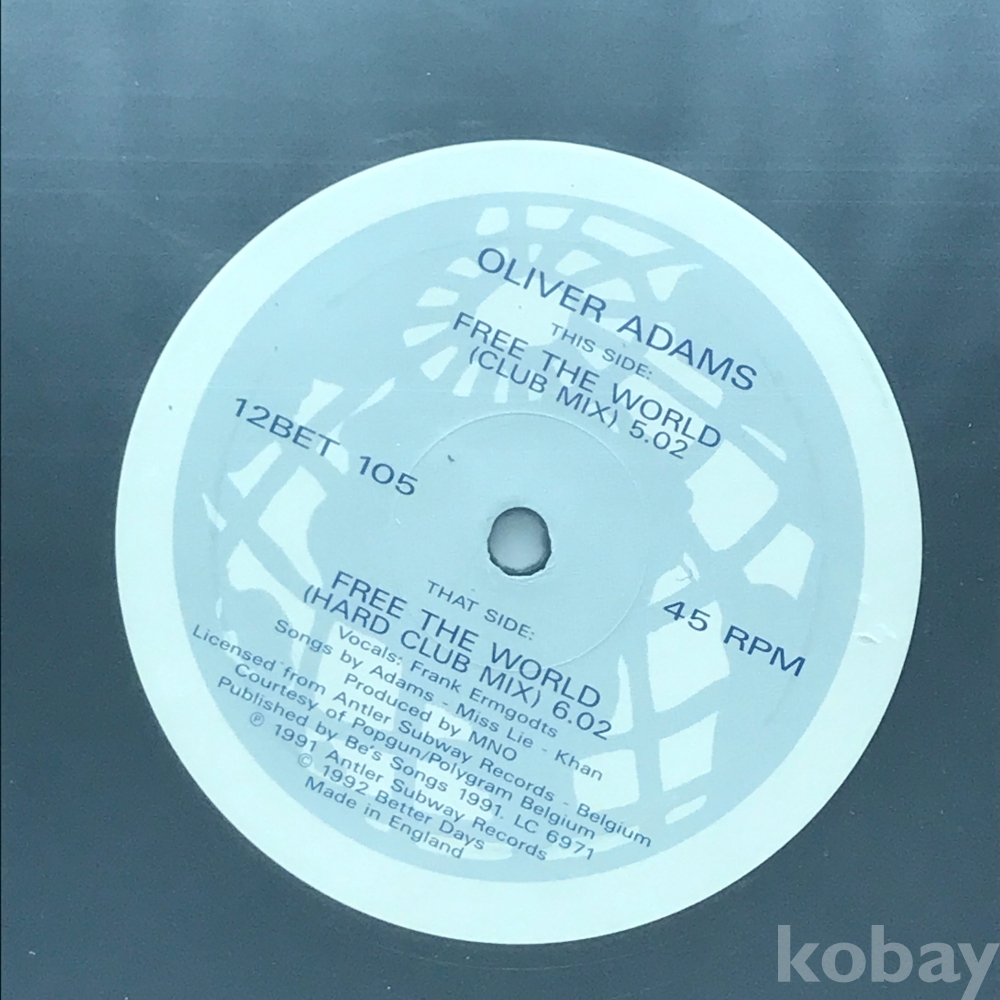 OLIVER ADAMS
THIS SIDE:
FREE THE WORLD
(CLUB MIX) 5.02
12BET 105
45 RPM
THAT SIDE:
FREE THE WORLD
(HARD CLUB MIX) 6.02
Vocals: Frank Ermgodts
Songs by Adams - Miss Lie - Khan
Produced by MNO
Licensed from Antler Subway Records - Belgium
Courtesy of Popgun/Polygram Belgium
Published by Be's Songs 1991. LC 6971
℗ 1991 Antler Subway Records
© 1992 Better Days
Made in England
kobay